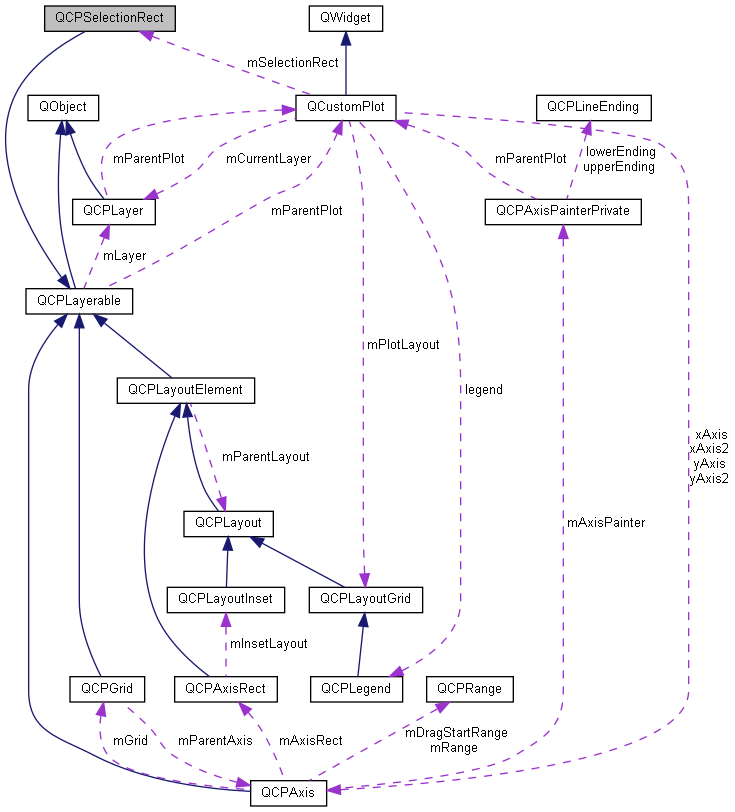 QCPSelectionRect
QWidget
mSelectionRect
QObject
QCustomPlot
QCPLineEnding
mParentPlot
mCurrentLayer
mParentPlot
lowerEnding
upperEnding
QCPLayer
mParentPlot
QCPAxisPainterPrivate
mLayer
QCPLayerable
mPlotLayout
QCPLayoutElement
legend
mParentLayout
xAxis
xAxis2
yAxis
yAxis2
QCPLayout
mAxisPainter
QCPLayoutInset
QCPLayoutGrid
mInsetLayout
QCPGrid
QCPAxisRect
QCPLegend
QCPRange
mGrid
mParentAxis
mAxisRect
mDragStartRange
mRange
QCPAxis